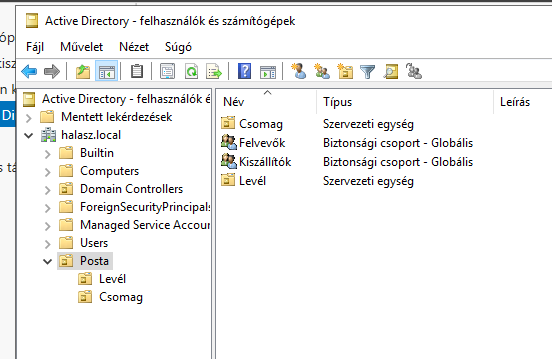 Active Directory - felhasználók és számítógépek
Fájl Művelet Nézet Súgó
Active Directory - felhasználók é
Mentett lekérdezések
halasz.local
Builtin
Computers
Domain Controllers
ForeignSecurityPrincipals
Managed Service Accour
Users
Posta
Levél
Csomag
Név Típus Leírás
Csomag Szervezeti egység
Felvevők Biztonsági csoport - Globális
Kiszállítók Biztonsági csoport - Globális
Levél Szervezeti egység
Di